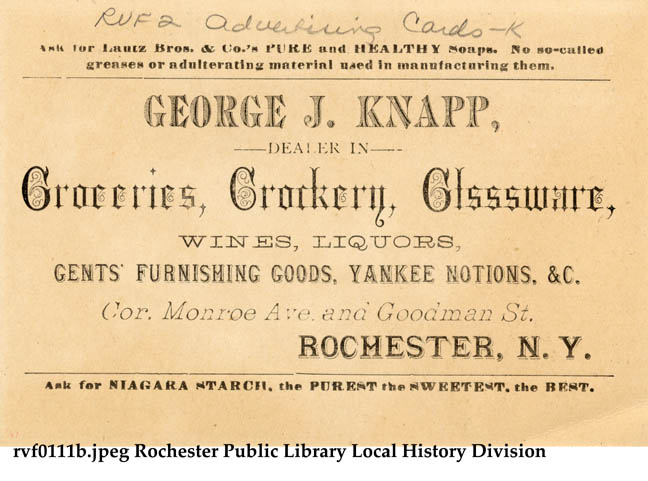 RVF2 Advertising Cards-K
Ask for Lautz Bros. & Co.'s PURE and HEALTHY Soaps. No so-called
greases or adulterating material used in manufacturing them.
GEORGE J. KNAPP,
DEALER IN
Groceries, Crockery, Glssware,
WINES, LIQUORS,
GENTS' FURNISHING GOODS, YANKEE NOTIONS, &C.
Cor. Monroe Ave. and Goodman St.
ROCHESTER, N. Y.
Ask for NIAGARA STARCH, the PUREST the SWEETEST, the BEST.
rvf0111b.jpeg Rochester Public Library Local History Division